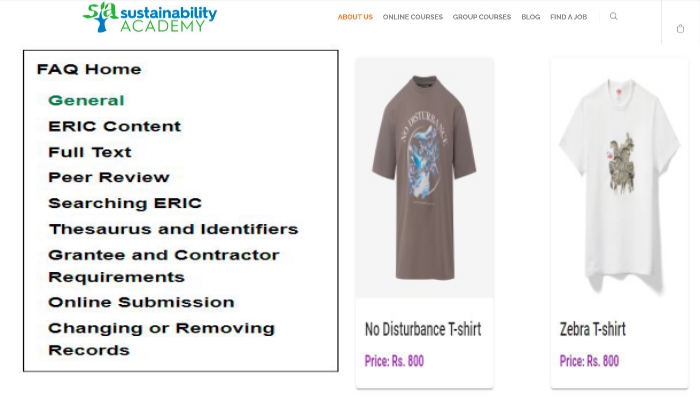 sustainability
ACADEMY
ABOUT US ONLINE COURSES GROUP COURSES BLOG FIND A JOB
FAQ Home
General
ERIC Content
Full Text
Peer Review
Searching ERIC
Thesaurus and Identifiers
Grantee and Contractor
Requirements
Online Submission
Changing or Removing
Records
NO DISTURBANCE
No Disturbance T-shirt
Price: Rs. 800
Zebra T-shirt
Price: Rs. 800